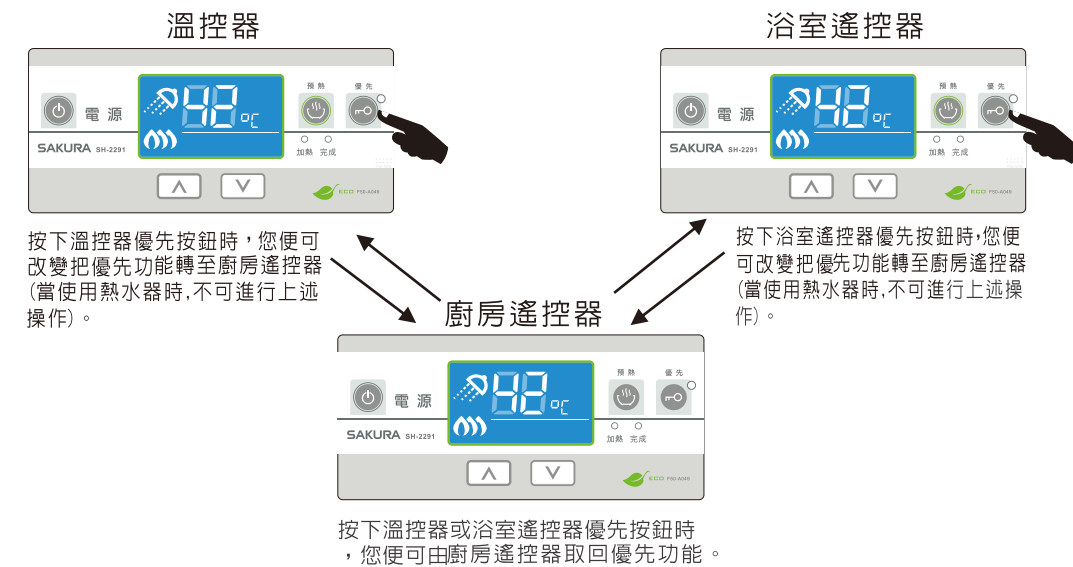 溫控器
預熱 優先
電源
42°C
SAKURA SH-2291
加熱 完成
ECO F50-A049
按下溫控器優先按鈕時，您便可
改變把優先功能轉至廚房遙控器
(當使用熱水器時,不可進行上述
操作)。
浴室遙控器
預熱 優先
電源
42°C
SAKURA SH-2291
加熱 完成
ECO F50-A049
按下浴室遙控器優先按鈕時,您便
可改變把優先功能轉至廚房遙控器
(當使用熱水器時,不可進行上述操
作)。
廚房遙控器
預熱 優先
電源
42°C
SAKURA SH-2291
加熱 完成
ECO F50-A049
按下溫控器或浴室遙控器優先按鈕時
，您便可由廚房遙控器取回優先功能。